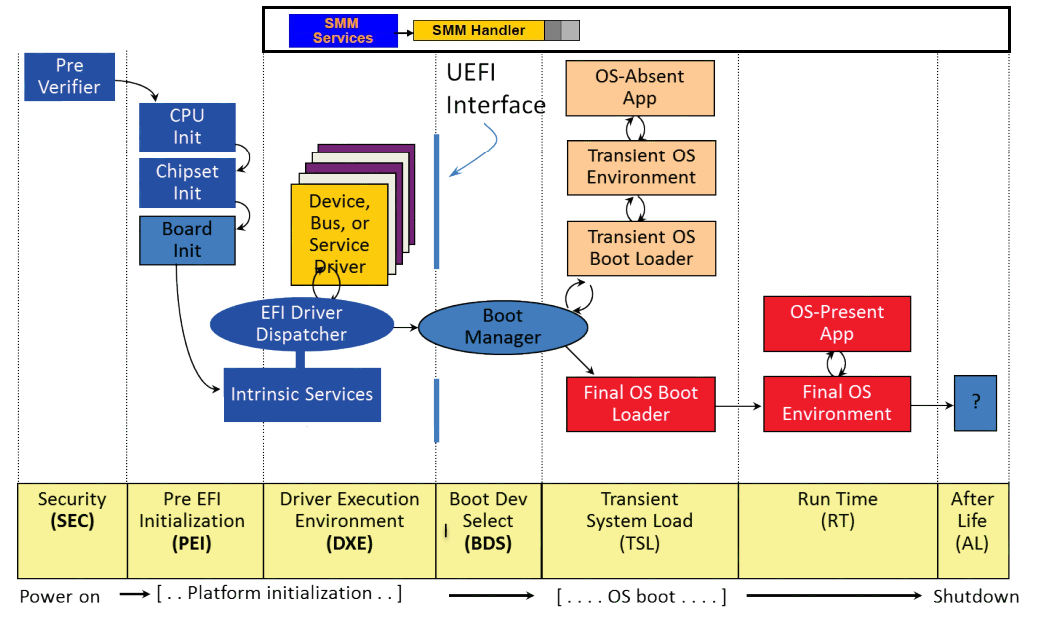 SMM
Services
SMM Handler
Pre
Verifier
CPU
Init
Chipset
Init
Board
Init
Device,
Bus, or
Service
Driver
EFI Driver
Dispatcher
Intrinsic Services
UEFI
Interface
Boot
Manager
OS-Absent
App
Transient OS
Environment
Transient OS
Boot Loader
Final OS Boot
Loader
OS-Present
App
Final OS
Environment
?
Security
(SEC)
Pre EFI
Initialization
(PEI)
Driver Execution
Environment
(DXE)
Boot Dev
Select
(BDS)
Transient
System Load
(TSL)
Run Time
(RT)
After
Life
(AL)
Power on
[ . . Platform initialization . . ]
[ . . . . OS boot . . . . ]
Shutdown